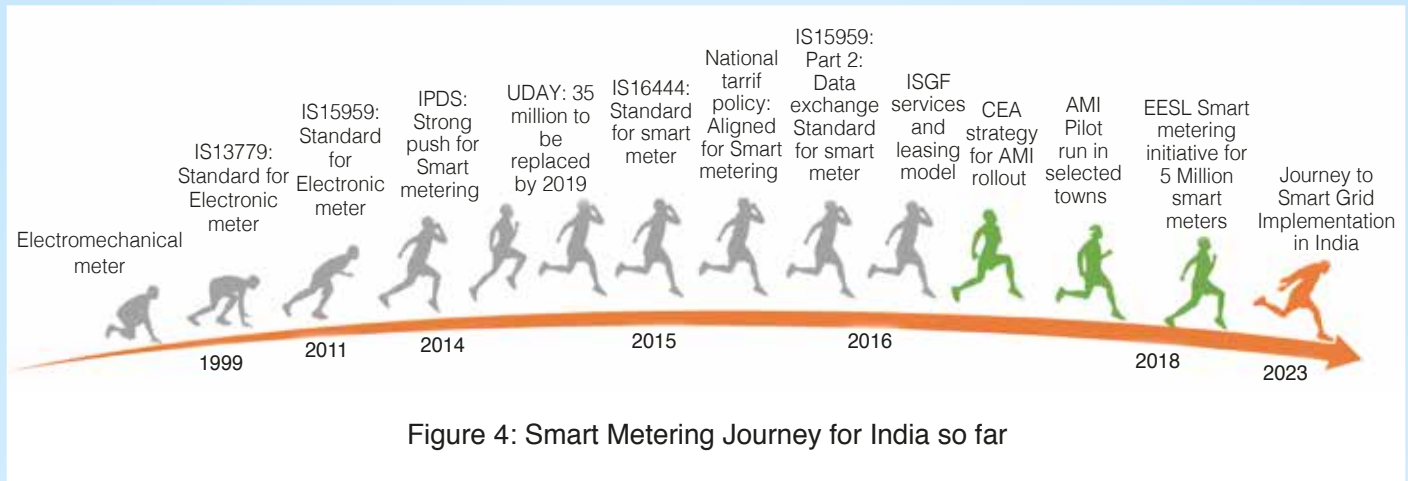 Electromechanical
meter
IS13779:
Standard for
Electronic
meter
IS15959:
Standard
for
Electronic
meter
IPDS:
Strong
push for
Smart
metering
UDAY: 35
million to
be
replaced
by 2019
IS16444:
Standard
for smart
meter
National
tarrif
policy:
Aligned
for Smart
metering
IS15959:
Part 2:
Data
exchange
Standard
for smart
meter
ISGF
services
and
leasing
model
CEA
strategy
for AMI
rollout
AMI
Pilot
run in
selected
towns
EESL Smart
metering
initiative for
5 Million
smart
meters
Journey to
Smart Grid
Implementation
in India
1999
2011
2014
2015
2016
2018
2023
Figure 4: Smart Metering Journey for India so far